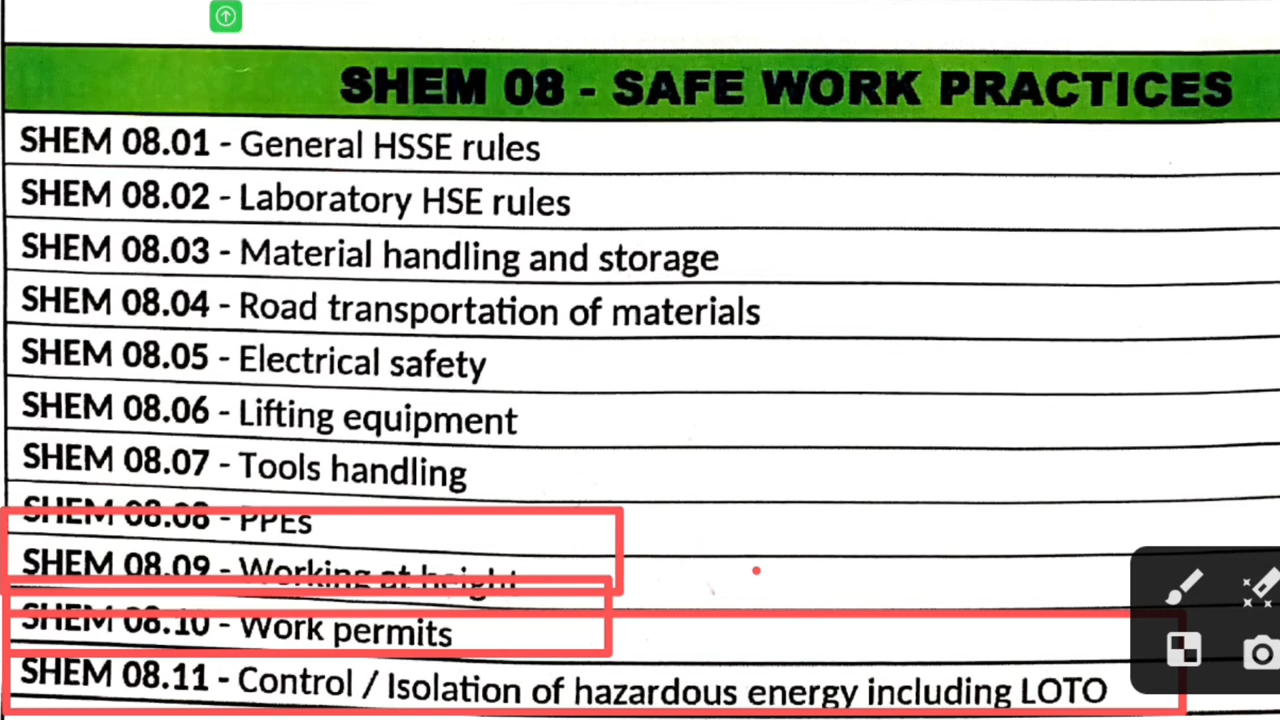 SHEM 08 - SAFE WORK PRACTICES
SHEM 08.01 - General HSSE rules
SHEM 08.02 - Laboratory HSE rules
SHEM 08.03 - Material handling and storage
SHEM 08.04 - Road transportation of materials
SHEM 08.05 - Electrical safety
SHEM 08.06 - Lifting equipment
SHEM 08.07 - Tools handling
SHEM 08.08 - PPEs
SHEM 08.09 - Working at height
SHEM 08.10 - Work permits
SHEM 08.11 - Control / Isolation of hazardous energy including LOTO